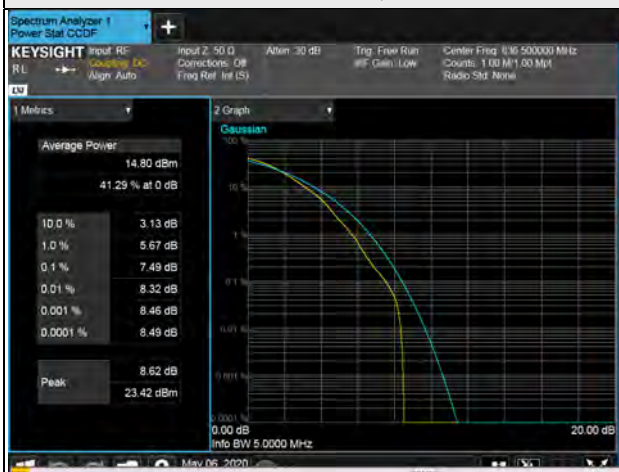 Spectrum Analyzer 1
Power Stat CCDF
+
KEYSIGHT Input: RF Input Z: 50 Ω Atten: 30 dB Trig: Free Run Center Freq: 836.500000 MHz
RL Coupling: DC Corrections: Off IF Gain: Low Counts: 1.00 M/1.00 Mpt
Align: Auto Freq Ref: Int (S) Radio Std: None
1 Metrics
2 Graph
Gaussian
Average Power
14.80 dBm
41.29 % at 0 dB
10.0 % 3.13 dB
1.0 % 5.67 dB
0.1 % 7.49 dB
0.01 % 8.32 dB
0.001 % 8.46 dB
0.0001 % 8.49 dB
Peak 8.62 dB
23.42 dBm
100 %
10 %
1 %
0.1 %
0.01 %
0.001 %
0.0001 %
0.00 dB 20.00 dB
Info BW 5.0000 MHz
May 06, 2020